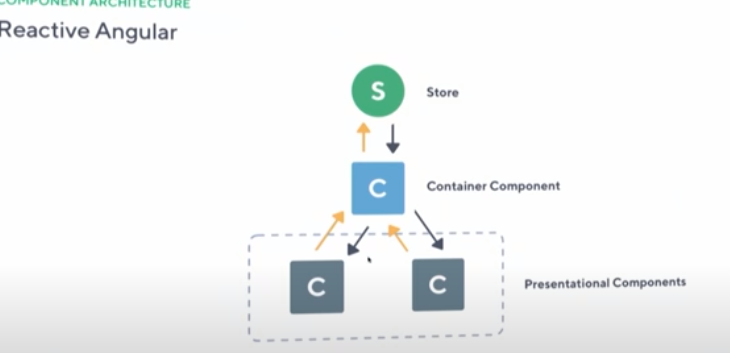 COMPONENT ARCHITECTURE
Reactive Angular
S
Store
C
Container Component
C
C
Presentational Components